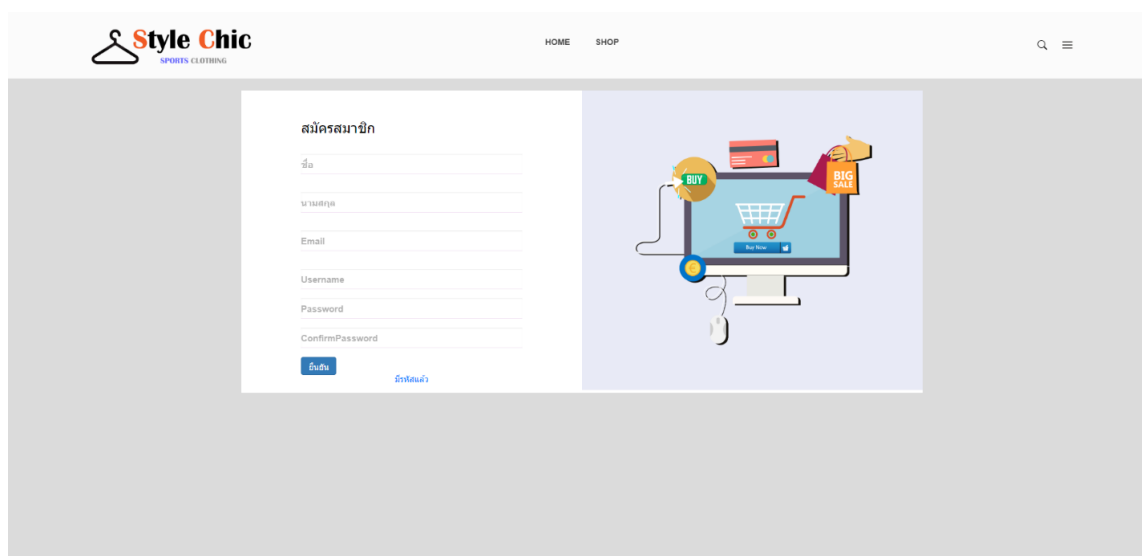 Style Chic
SPORTS CLOTHING
HOME SHOP
สมัครสมาชิก
ชื่อ
นามสกุล
Email
Username
Password
ConfirmPassword
ยืนยัน
มีรหัสแล้ว
BUY
BIG
SALE
Buy Now